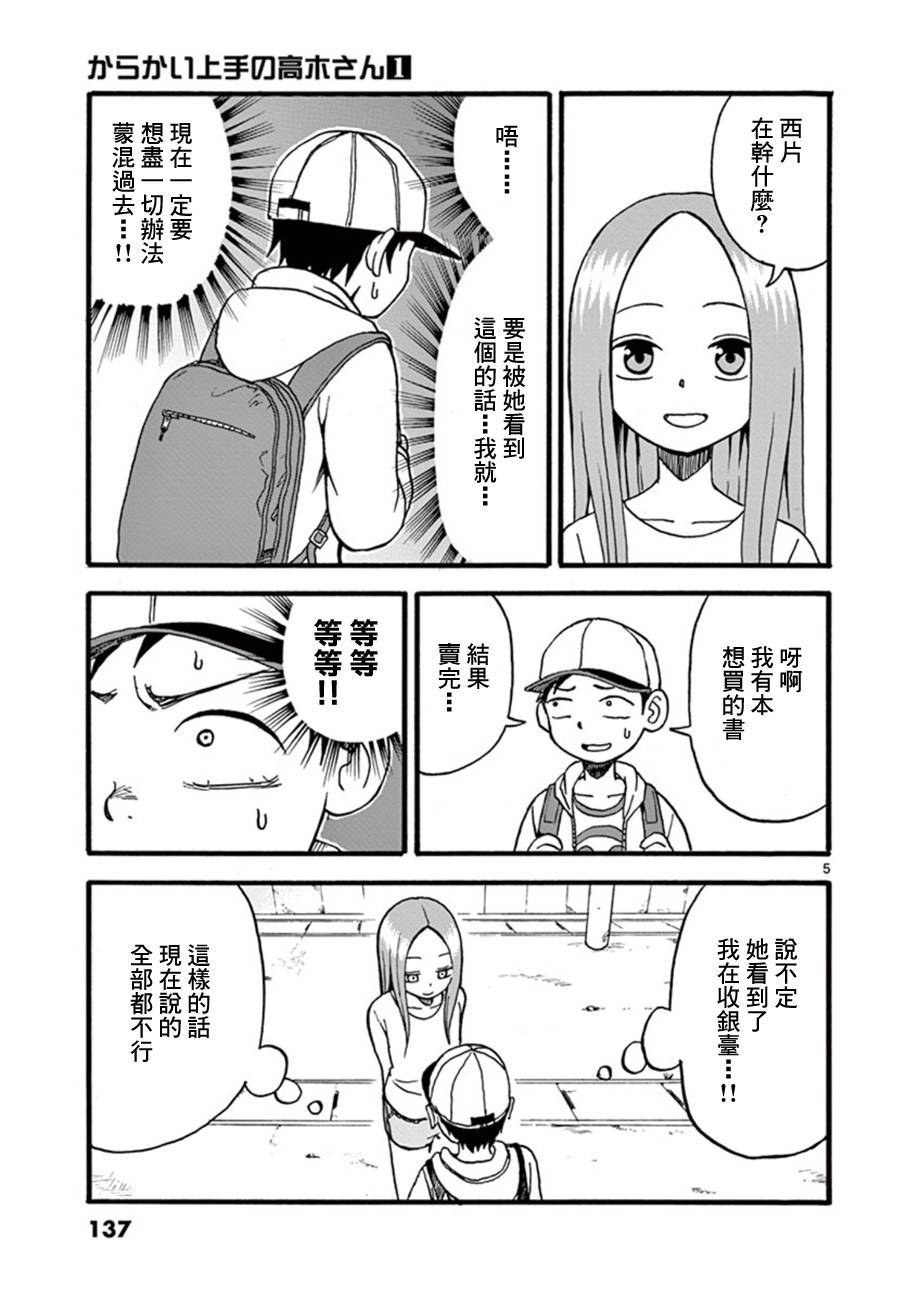 からかい上手の高木さん1
西片
在幹什麼?
唔……
要是被她看到
這個的話…我就…
現在一定要
想盡一切辦法
蒙混過去…!!
呀啊
我有本
想買的書
結果
賣完…
等等
等等!!
5
說不定
她看到了
我在收銀臺…!!
這樣的話
現在說的
全部都不行
137